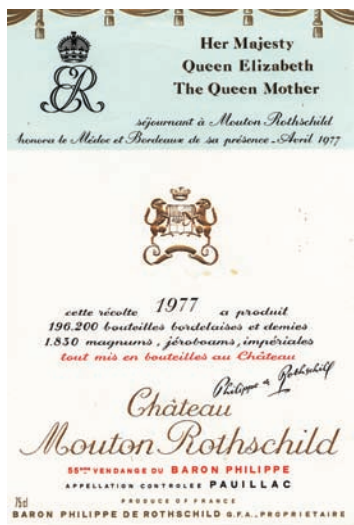 ER
Her Majesty
Queen Elizabeth
The Queen Mother
séjournant à Mouton Rothschild
honora le Médoc et Bordeaux de sa présence - Avril 1977
cette récolte 1977 a produit
196.200 bouteilles bordelaises et demies
1.830 magnums, jéroboams, impériales
tout mis en bouteilles au Château
Philippe de Rothschild
Château
Mouton Rothschild
55ème VENDANGE DU BARON PHILIPPE
APPELLATION CONTROLEE PAUILLAC
75cl
PRODUCE OF FRANCE
BARON PHILIPPE DE ROTHSCHILD G.F.A., PROPRIETAIRE